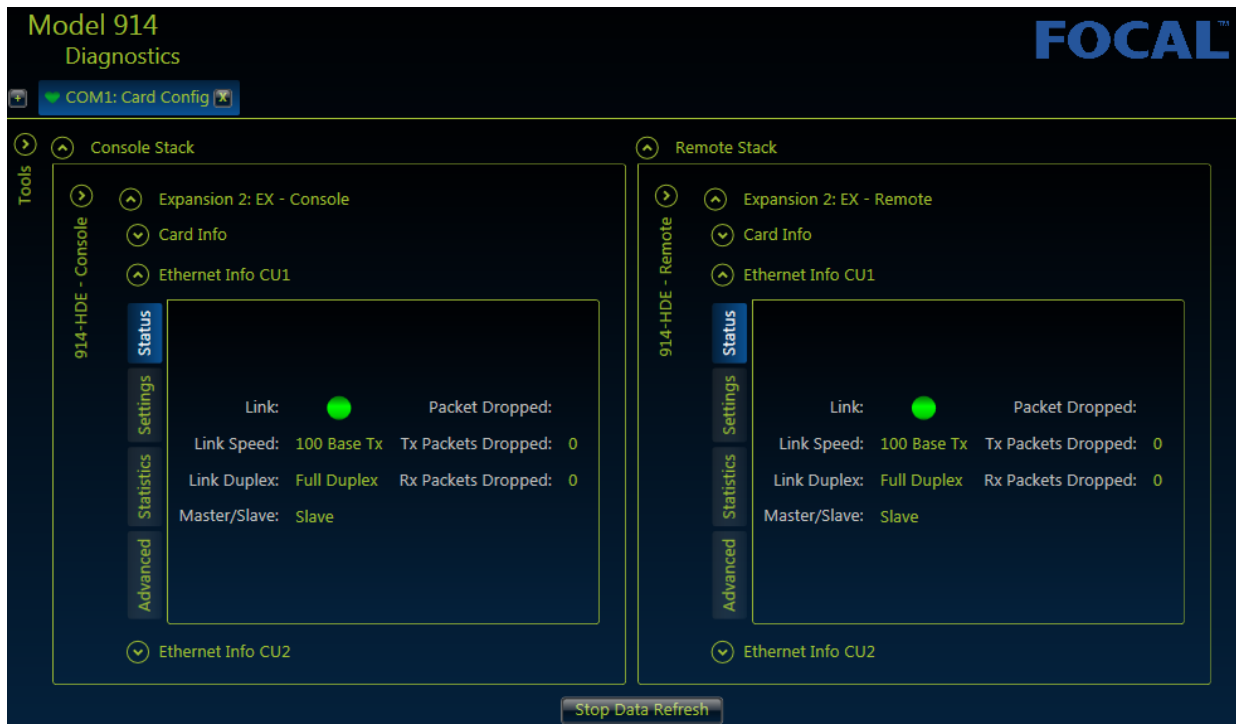 Model 914
Diagnostics
FOCAL™
+
COM1: Card Config X
Tools
Console Stack
914-HDE - Console
Expansion 2: EX - Console
Card Info
Ethernet Info CU1
Status
Settings
Statistics
Advanced
Link: Packet Dropped:
Link Speed: 100 Base Tx Tx Packets Dropped: 0
Link Duplex: Full Duplex Rx Packets Dropped: 0
Master/Slave: Slave
Ethernet Info CU2
Remote Stack
914-HDE - Remote
Expansion 2: EX - Remote
Card Info
Ethernet Info CU1
Status
Settings
Statistics
Advanced
Link: Packet Dropped:
Link Speed: 100 Base Tx Tx Packets Dropped: 0
Link Duplex: Full Duplex Rx Packets Dropped: 0
Master/Slave: Slave
Ethernet Info CU2
Stop Data Refresh